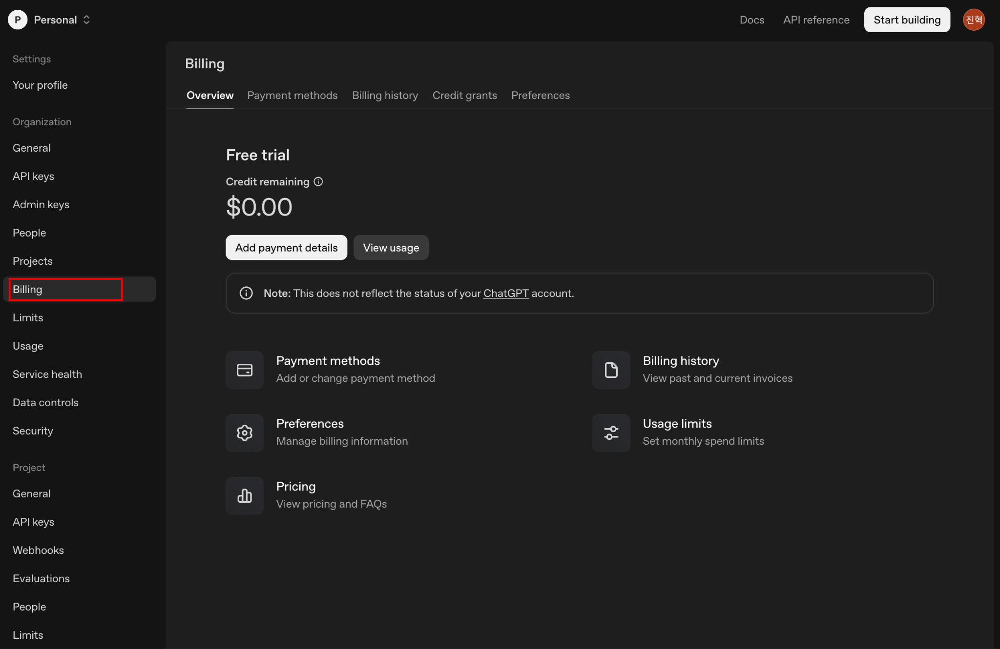 P Personal
Docs API reference Start building 진혁
Settings
Your profile
Organization
General
API keys
Admin keys
People
Projects
Billing
Limits
Usage
Service health
Data controls
Security
Project
General
API keys
Webhooks
Evaluations
People
Limits
Billing
Overview Payment methods Billing history Credit grants Preferences
Free trial
Credit remaining
$0.00
Add payment details View usage
Note: This does not reflect the status of your ChatGPT account.
Payment methods
Add or change payment method
Billing history
View past and current invoices
Preferences
Manage billing information
Usage limits
Set monthly spend limits
Pricing
View pricing and FAQs